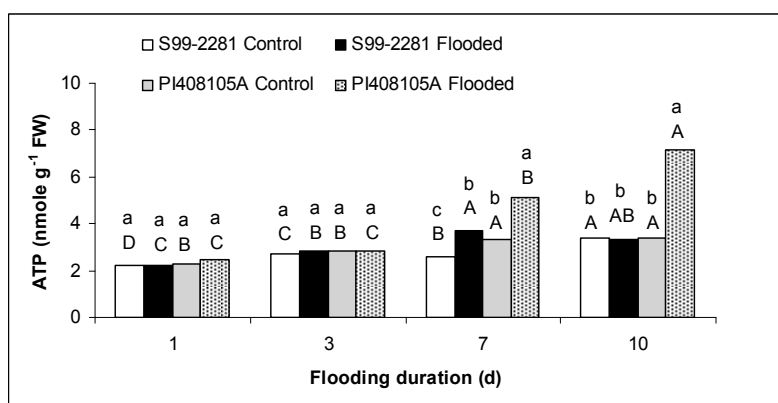 S99-2281 Control S99-2281 Flooded
PI408105A Control PI408105A Flooded
ATP (nmole g⁻¹ FW)
10
8
6
4
2
0
a a a a a a a a c b b a b b b a
D C B C C B B C B A A B A AB A A
1 3 7 10
Flooding duration (d)